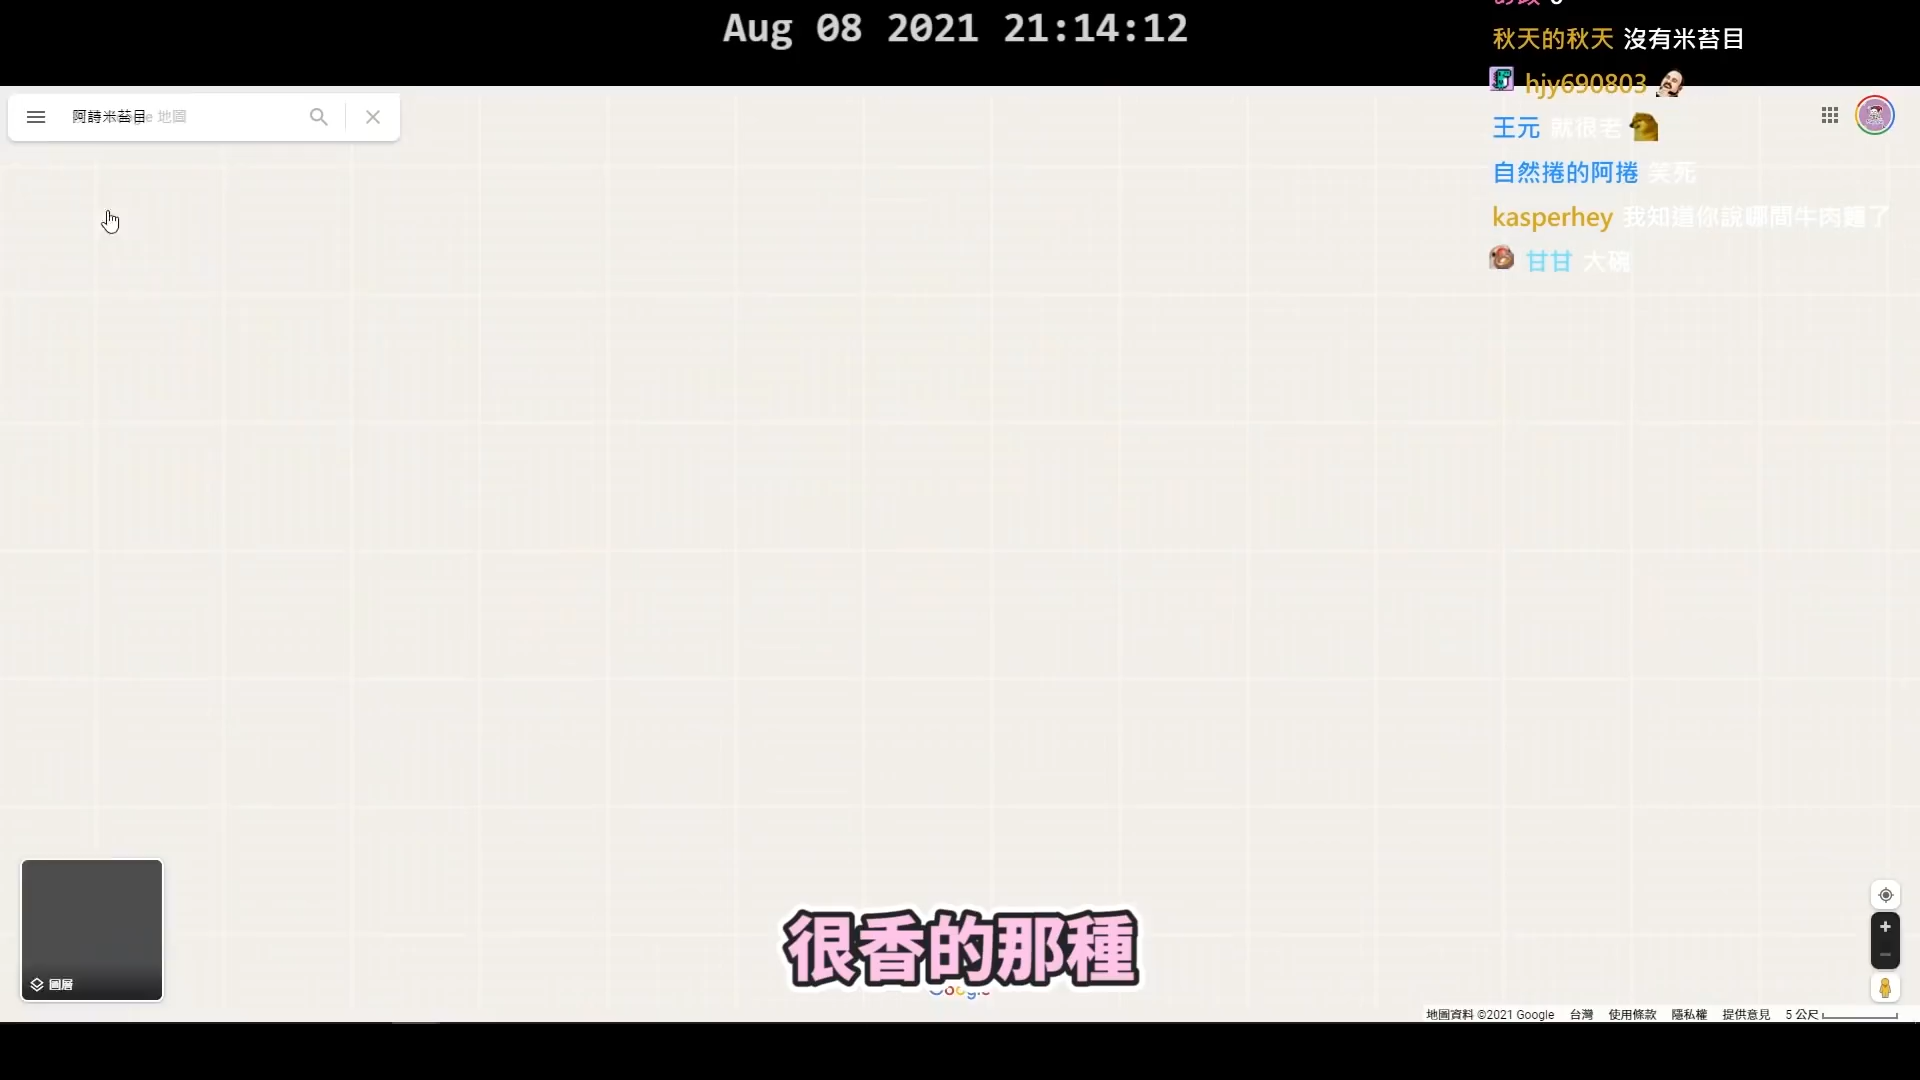 Aug 08 2021 21:14:12
秋天的秋天 沒有米苔目
hjy690803
王元 就很老
自然捲的阿捲 笑死
kasperhey 我知道你說哪間牛肉麵了
甘甘 大碗
阿詩米苔目 地圖
圖層
很香的那種
Google
地圖資料 ©2021 Google 台灣 使用條款 隱私權 提供意見 5 公尺